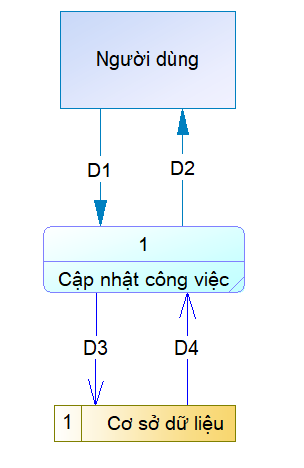 Người dùng
D1
D2
1
Cập nhật công việc
D3
D4
1 Cơ sở dữ liệu